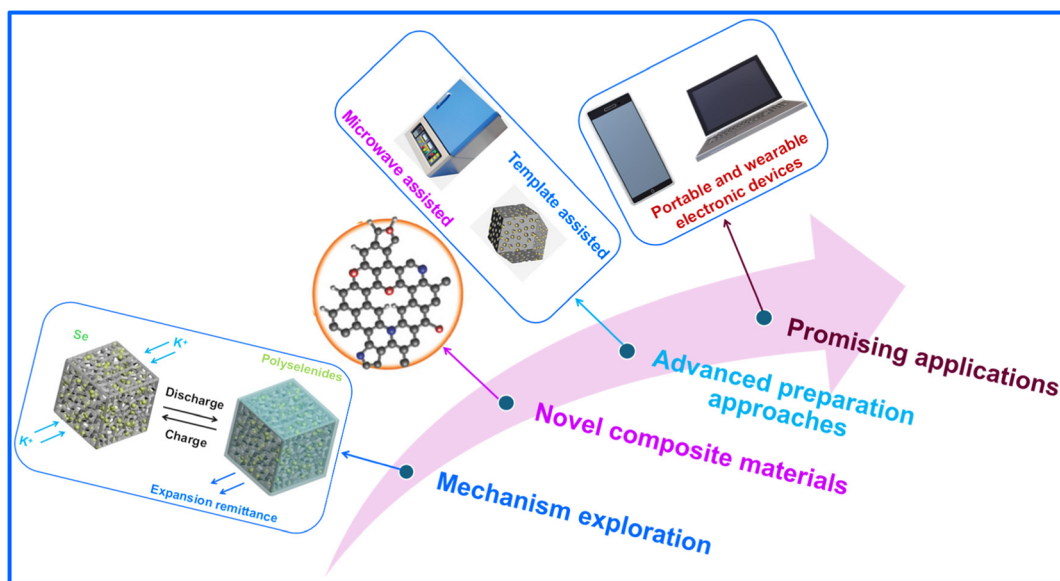 Se
K⁺
K⁺
Discharge
Charge
Polyselenides
Expansion remittance
Microwave assisted
Template assisted
Portable and wearable
electronic devices
Mechanism exploration
Novel composite materials
Advanced preparation
approaches
Promising applications